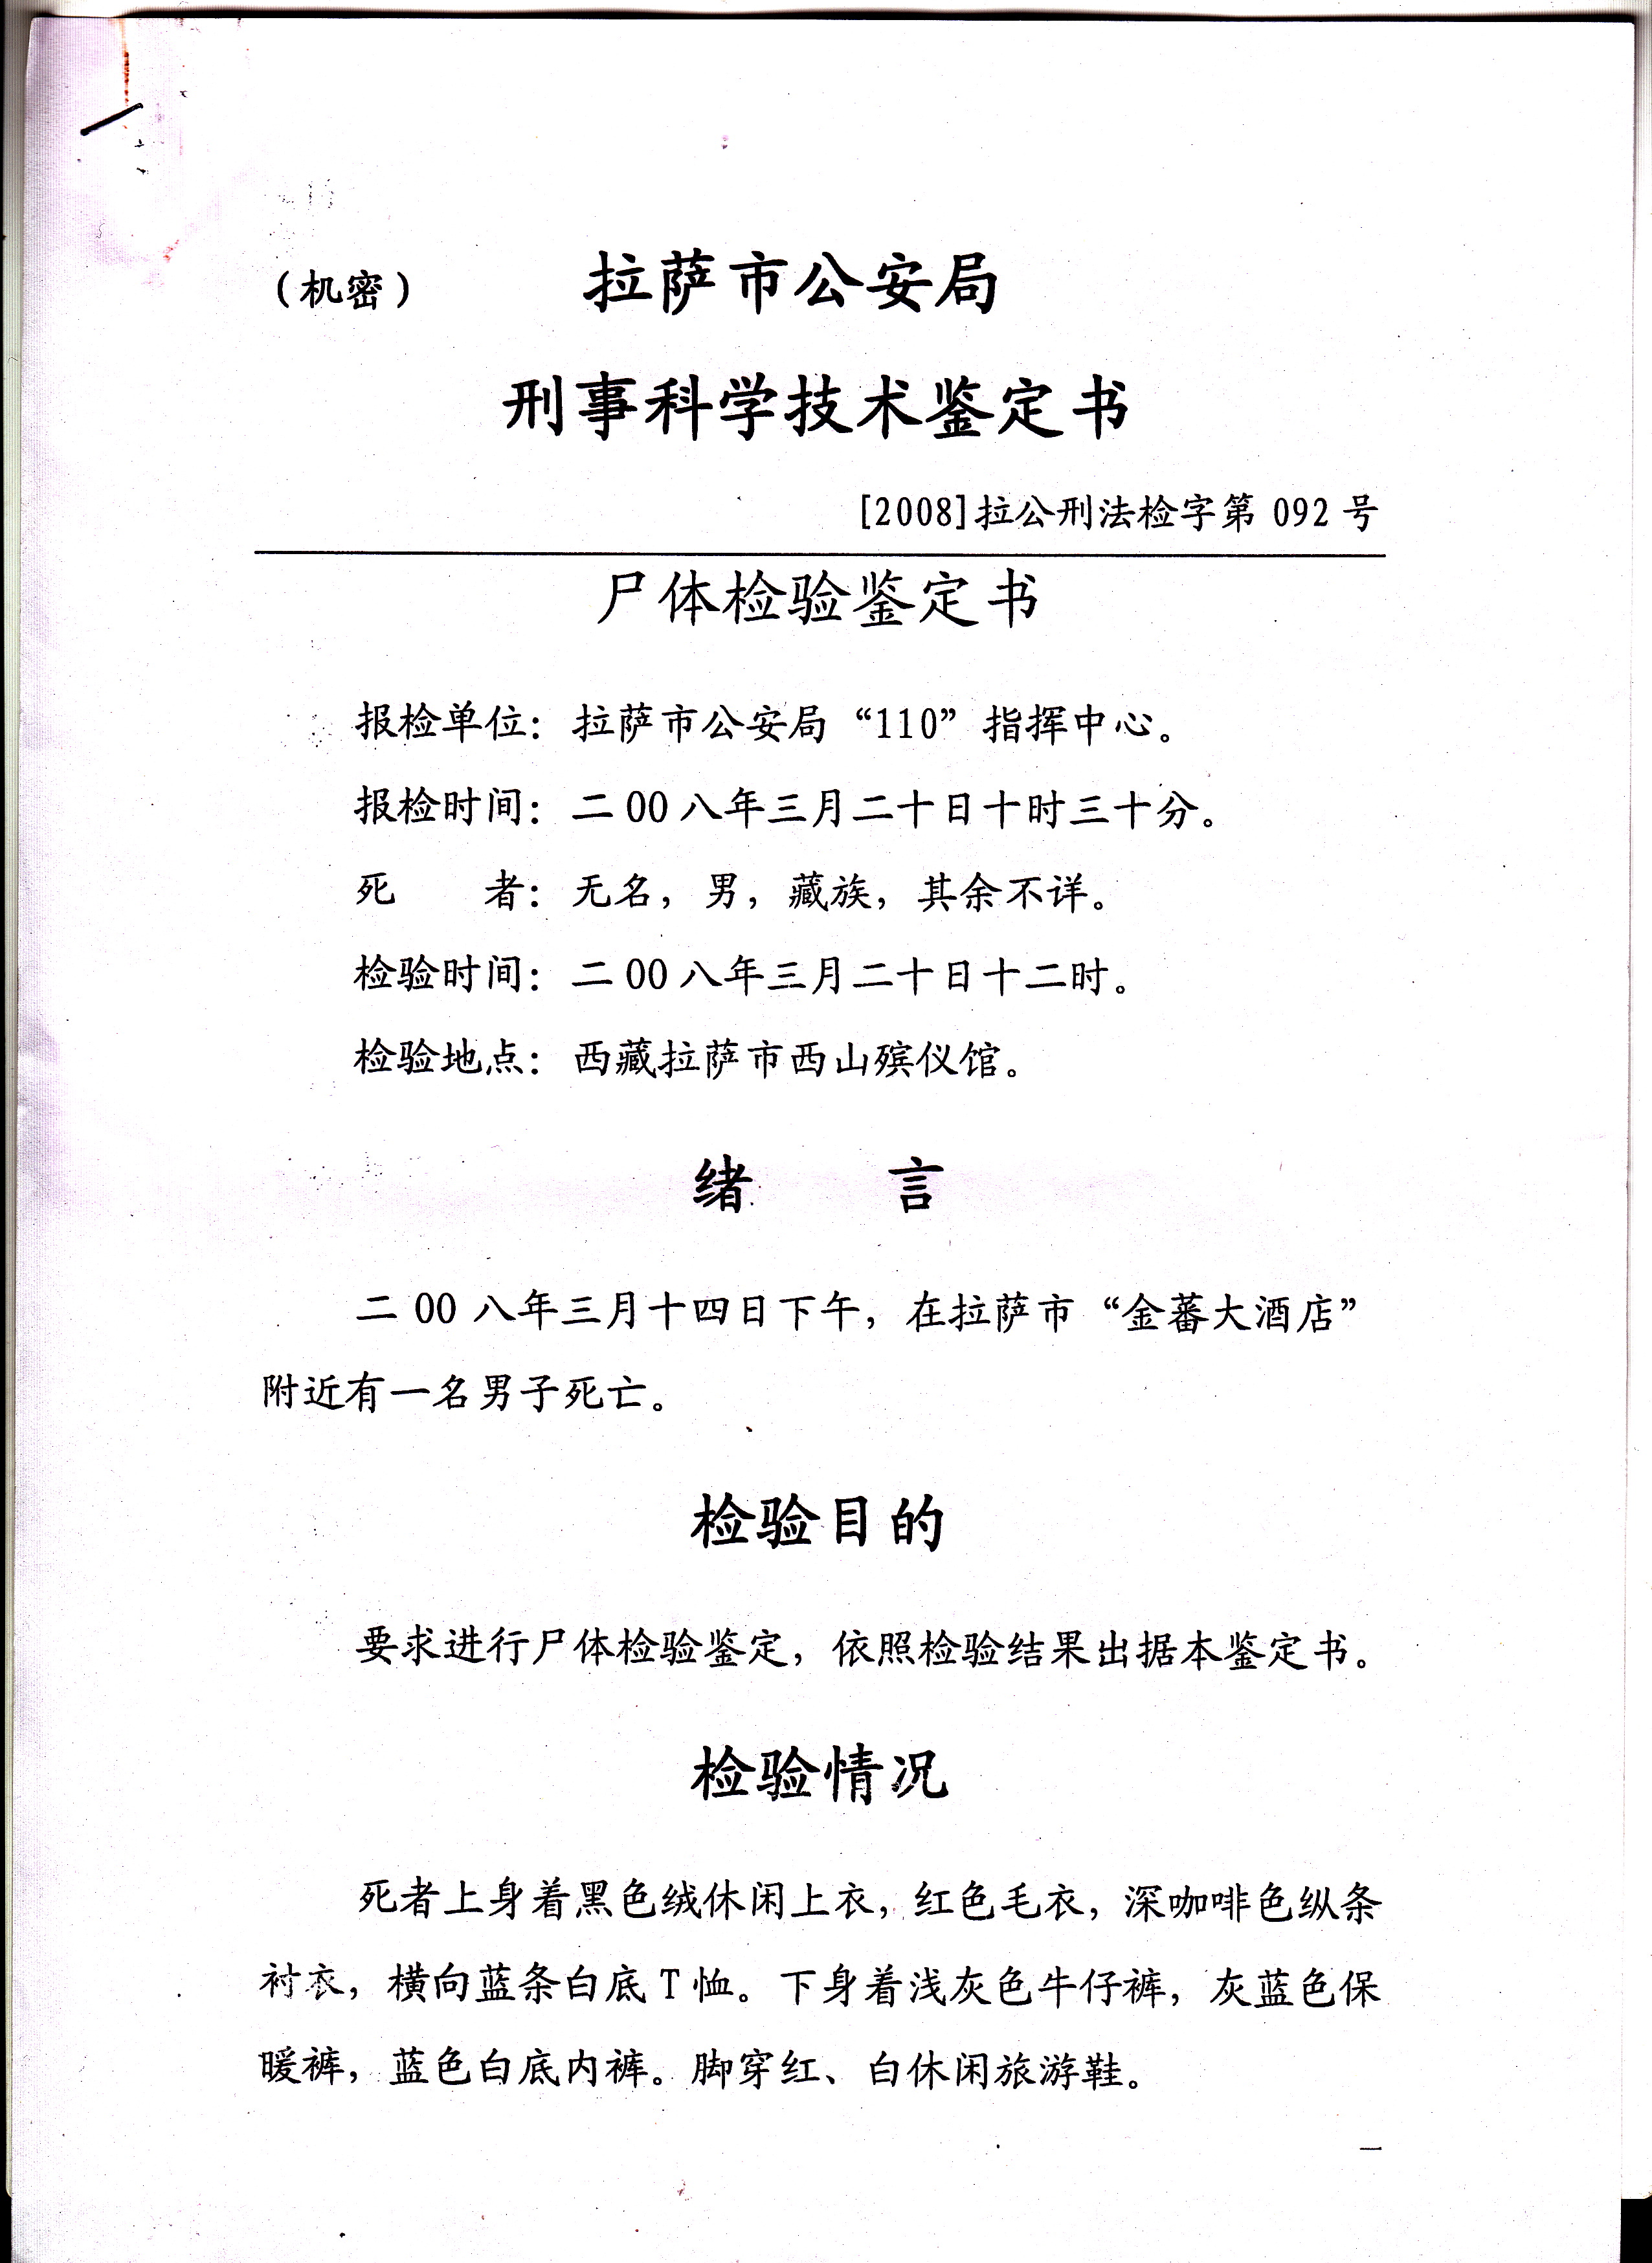 （机密） 拉萨市公安局
刑事科学技术鉴定书
[2008]拉公刑法检字第 092 号
尸体检验鉴定书
报检单位：拉萨市公安局“110”指挥中心。
报检时间：二00八年三月二十日十时三十分。
死　　者：无名，男，藏族，其余不详。
检验时间：二00八年三月二十日十二时。
检验地点：西藏拉萨市西山殡仪馆。
绪　　言
二00八年三月十四日下午，在拉萨市“金蕃大酒店”
附近有一名男子死亡。
检验目的
要求进行尸体检验鉴定，依照检验结果出据本鉴定书。
检验情况
死者上身着黑色绒休闲上衣，红色毛衣，深咖啡色纵条
衬衣，横向蓝条白底T恤。下身着浅灰色牛仔裤，灰蓝色保
暖裤，蓝色白底内裤。脚穿红、白休闲旅游鞋。
一